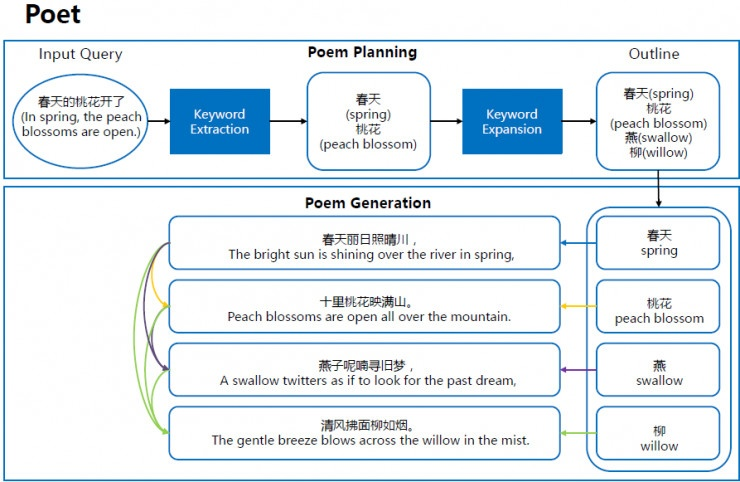 Poet
Input Query
Poem Planning
Outline
春天的桃花开了
(In spring, the peach
blossoms are open.)
Keyword
Extraction
春天
(spring)
桃花
(peach blossom)
Keyword
Expansion
春天(spring)
桃花
(peach blossom)
燕(swallow)
柳(willow)
Poem Generation
春天丽日照晴川，
The bright sun is shining over the river in spring,
春天
spring
十里桃花映满山。
Peach blossoms are open all over the mountain.
桃花
peach blossom
燕子呢喃寻旧梦，
A swallow twitters as if to look for the past dream,
燕
swallow
清风拂面柳如烟。
The gentle breeze blows across the willow in the mist.
柳
willow